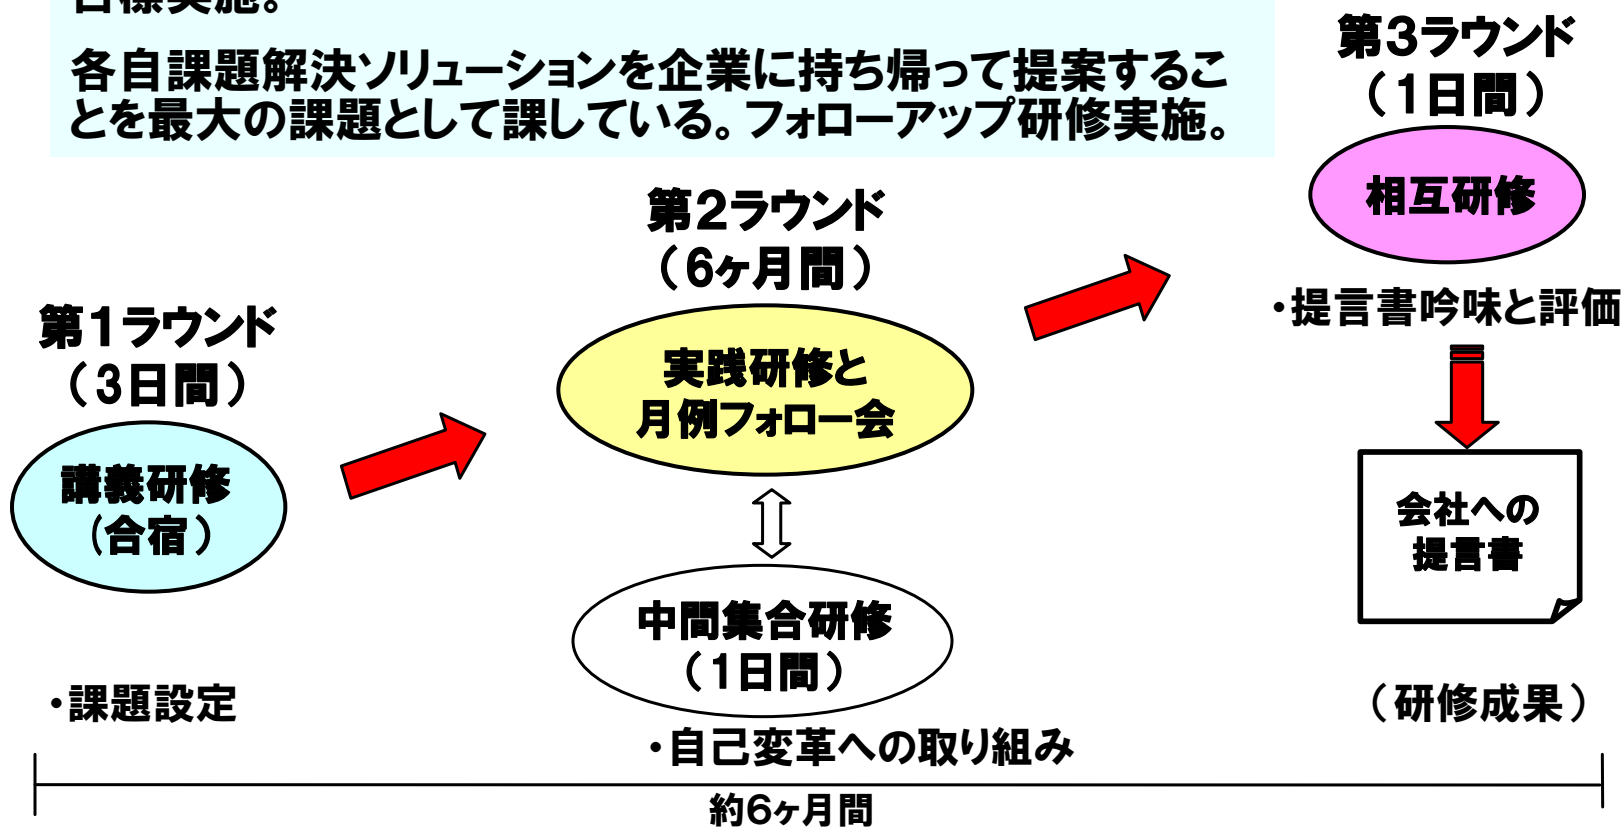 目標実施。
各自課題解決ソリューションを企業に持ち帰って提案するこ
とを最大の課題として課している。フォローアップ研修実施。
第3ラウンド
（1日間）
相互研修
・提言書吟味と評価
会社への
提言書
（研修成果）
第2ラウンド
（6ヶ月間）
実践研修と
月例フォロー会
中間集合研修
（1日間）
・自己変革への取り組み
第1ラウンド
（3日間）
講義研修
(合宿）
・課題設定
約6ヶ月間